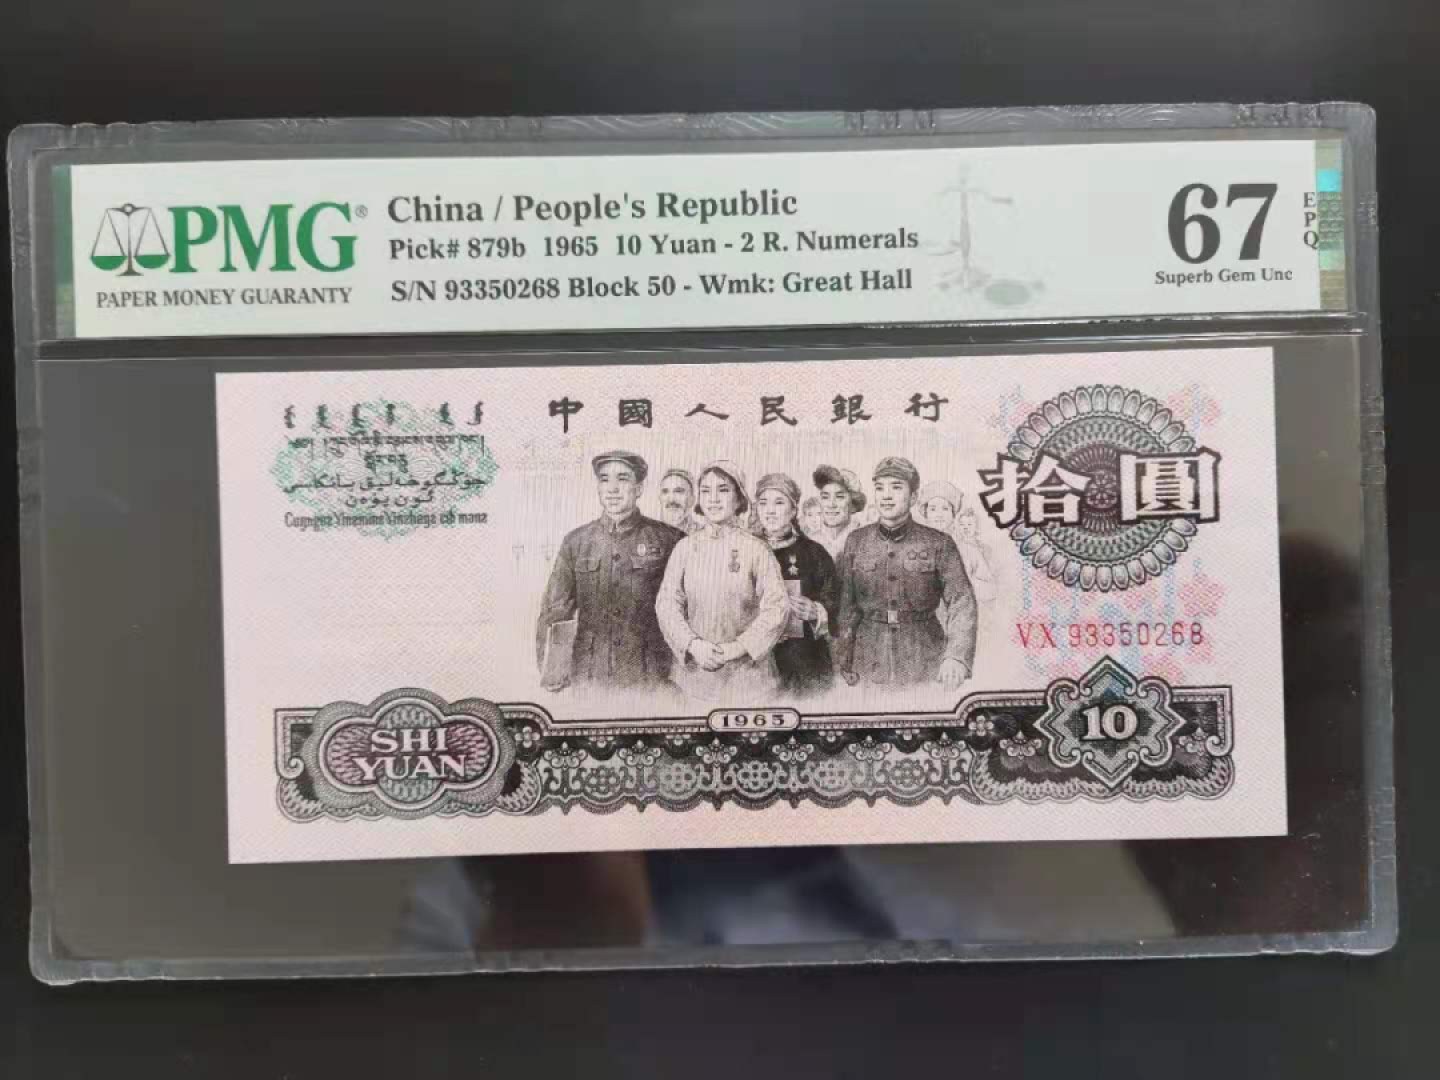 PMG®
PAPER MONEY GUARANTY
China / People's Republic
Pick# 879b 1965 10 Yuan - 2 R. Numerals
S/N 93350268 Block 50 - Wmk: Great Hall
67
EPQ
Superb Gem Unc
中國人民銀行
拾圓
VX 93350268
1965
SHI
YUAN
10